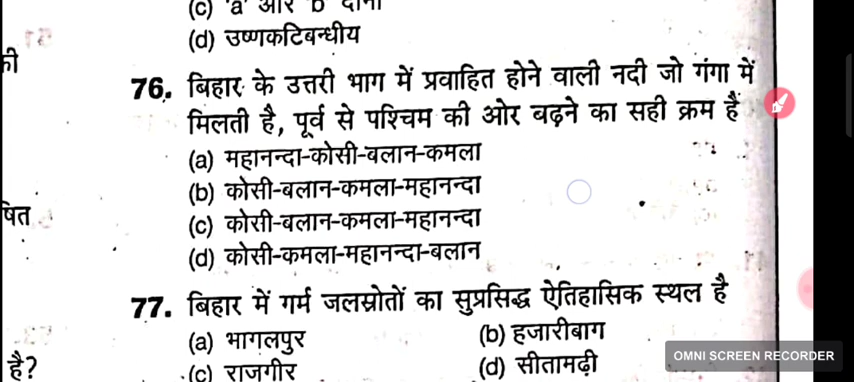 (c) 'a' और 'b' दोनों
(d) उष्णकटिबन्धीय
की
76. बिहार के उत्तरी भाग में प्रवाहित होने वाली नदी जो गंगा में
मिलती है, पूर्व से पश्चिम की ओर बढ़ने का सही क्रम हैं
(a) महानन्दा-कोसी-बलान-कमला
(b) कोसी-बलान-कमला-महानन्दा
षित
(c) कोसी-बलान-कमला-महानन्दा
(d) कोसी-कमला-महानन्दा-बलान
77. बिहार में गर्म जलस्रोतों का सुप्रसिद्ध ऐतिहासिक स्थल है
(a) भागलपुर (b) हजारीबाग
है?
(c) राजगीर (d) सीतामढ़ी
OMNI SCREEN RECORDER